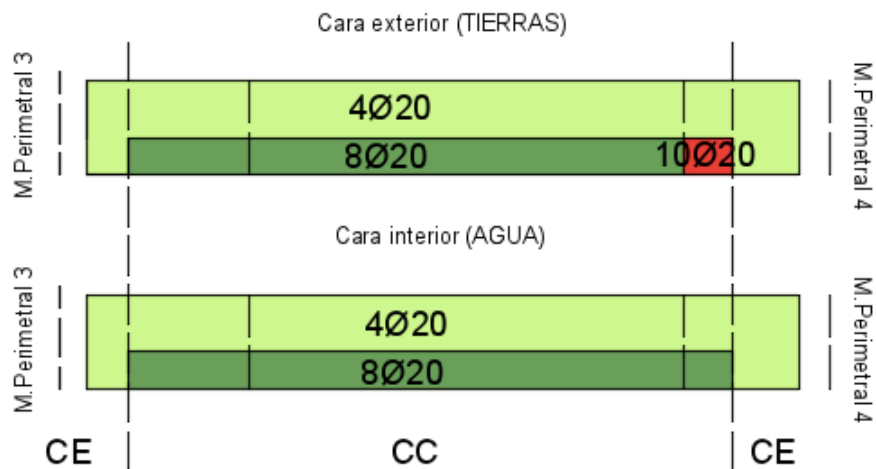 Cara exterior (TIERRAS)
M.Perimetral 3
4Ø20
8Ø20
10Ø20
M.Perimetral 4
Cara interior (AGUA)
M.Perimetral 3
4Ø20
8Ø20
M.Perimetral 4
CE
CC
CE